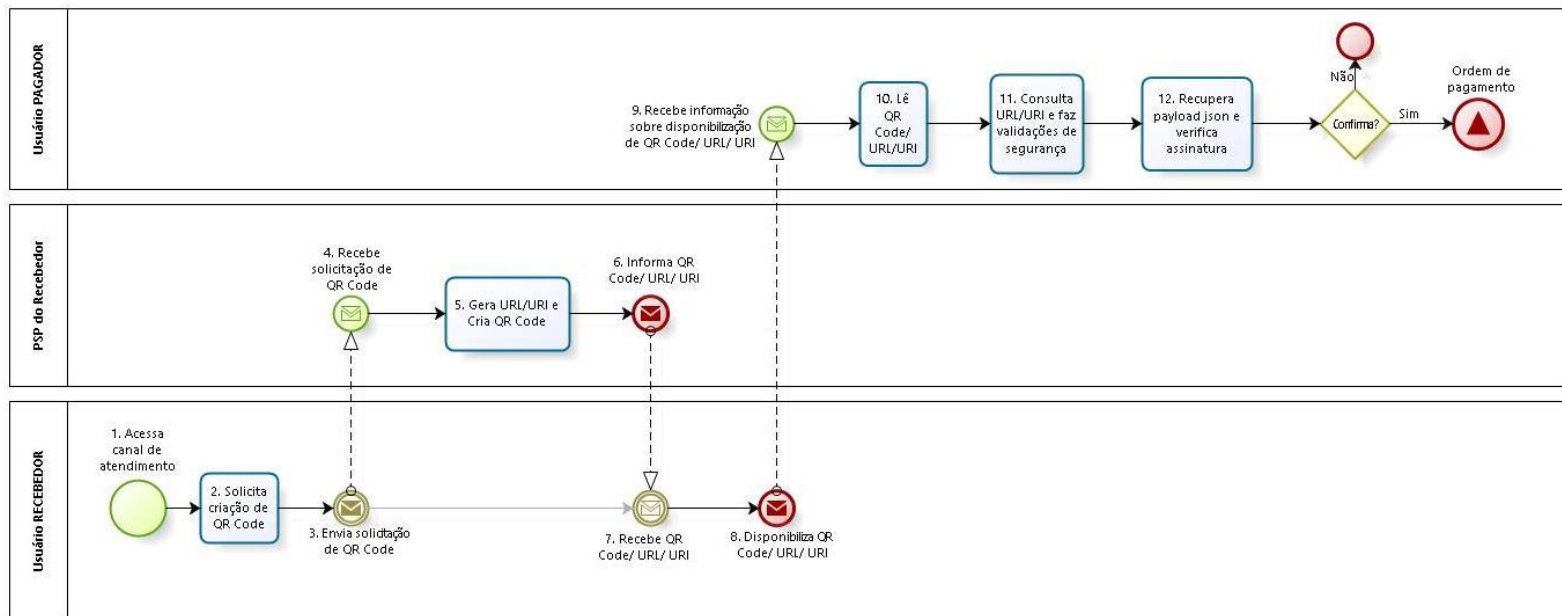 Usuário PAGADOR
9. Recebe informação
sobre disponibilização
de QR Code/ URL/ URI
10. Lê
QR
Code/
URL/URI
11. Consulta
URL/URI e faz
validações de
segurança
12. Recupera
payload json e
verifica
assinatura
Confirma?
Não
Sim
Ordem de
pagamento
PSP do Recebedor
4. Recebe
solicitação de
QR Code
5. Gera URL/URI e
Cria QR Code
6. Informa QR
Code/ URL/ URI
Usuário RECEBEDOR
1. Acessa
canal de
atendimento
2. Solicita
criação de
QR Code
3. Envia solicitação
de QR Code
7. Recebe QR
Code/ URL/ URI
8. Disponibiliza QR
Code/ URL/ URI